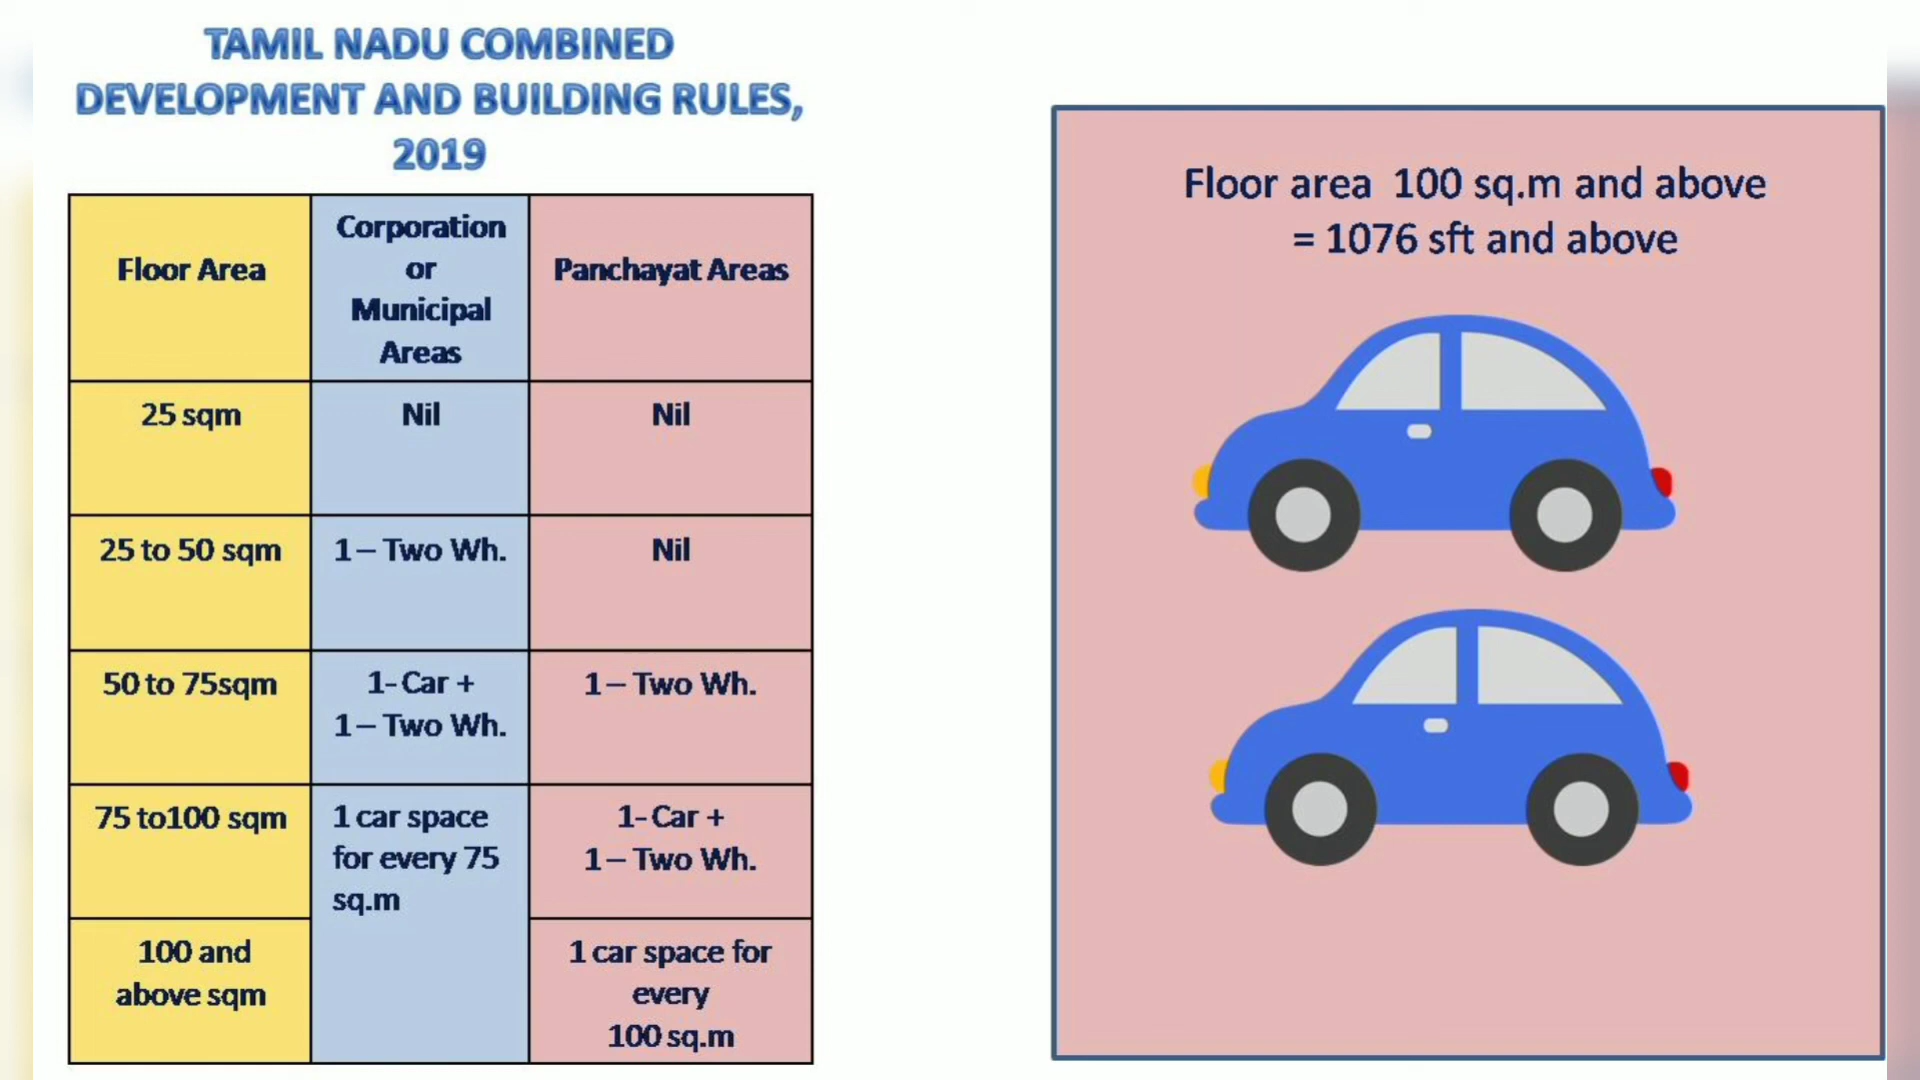 TAMIL NADU COMBINED
DEVELOPMENT AND BUILDING RULES,
2019
Floor Area
Corporation
or
Municipal
Areas
Panchayat Areas
25 sqm
Nil
Nil
25 to 50 sqm
1 – Two Wh.
Nil
50 to 75sqm
1- Car +
1 – Two Wh.
1 – Two Wh.
75 to100 sqm
1 car space
for every 75
sq.m
1- Car +
1 – Two Wh.
100 and
above sqm
1 car space for
every
100 sq.m
Floor area 100 sq.m and above
= 1076 sft and above